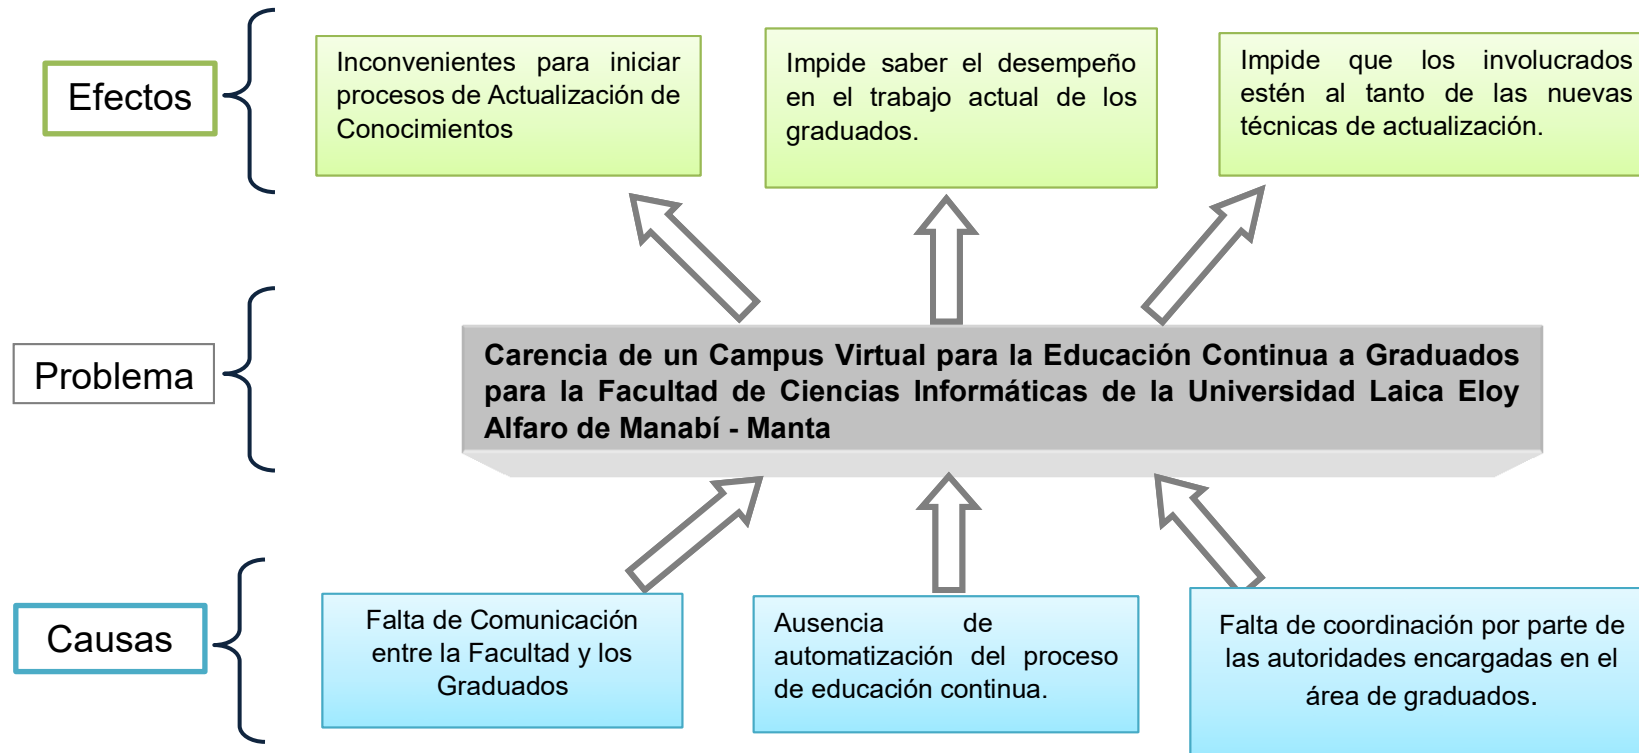 Efectos
Inconvenientes para iniciar
procesos de Actualización de
Conocimientos
Impide saber el desempeño
en el trabajo actual de los
graduados.
Impide que los involucrados
estén al tanto de las nuevas
técnicas de actualización.
Problema
Carencia de un Campus Virtual para la Educación Continua a Graduados
para la Facultad de Ciencias Informáticas de la Universidad Laica Eloy
Alfaro de Manabí - Manta
Causas
Falta de Comunicación
entre la Facultad y los
Graduados
Ausencia de
automatización del proceso
de educación continua.
Falta de coordinación por parte de
las autoridades encargadas en el
área de graduados.